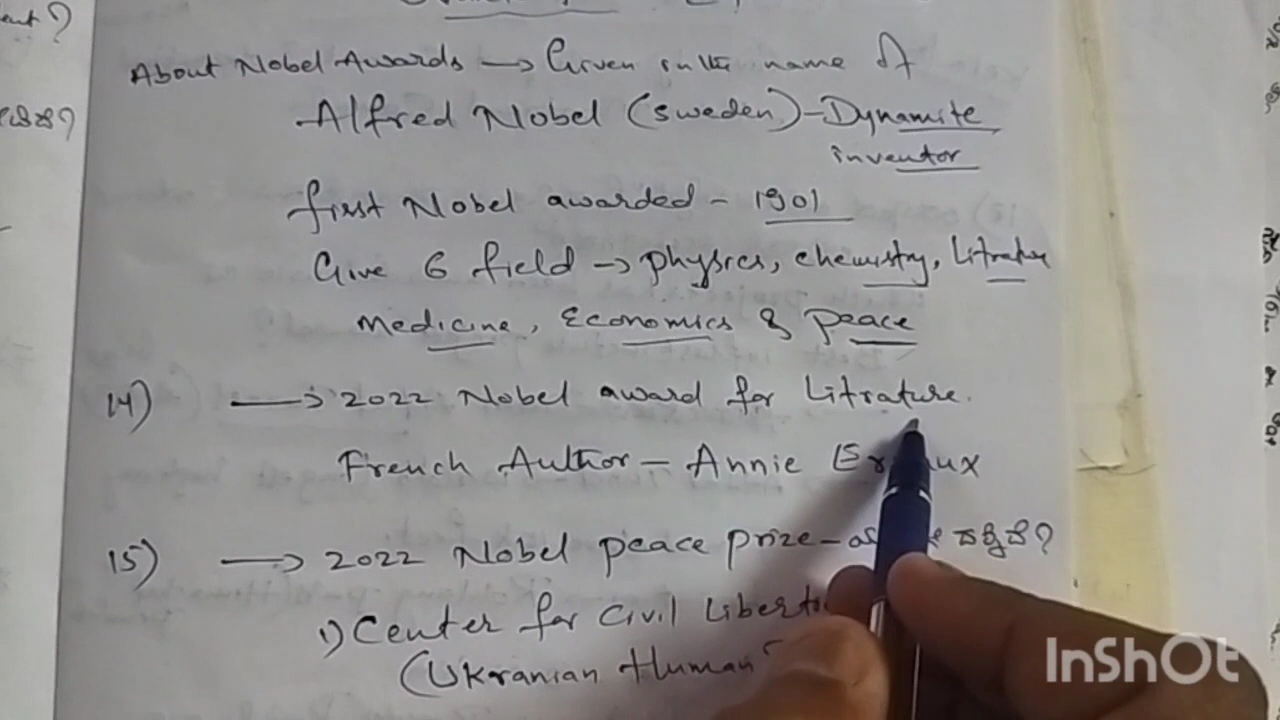 About Nobel Awards → Given in the name of
Alfred Nobel (Sweden) - Dynamite
inventor
first Nobel awarded - 1901
Give 6 field → physics, chemistry, Litrature
medicine, Economics & peace
14) → 2022 Nobel award for Litrature.
French Author - Annie
15) → 2022 Nobel peace prize -
1) Center for Civil
(Ukranian Human
InShOt